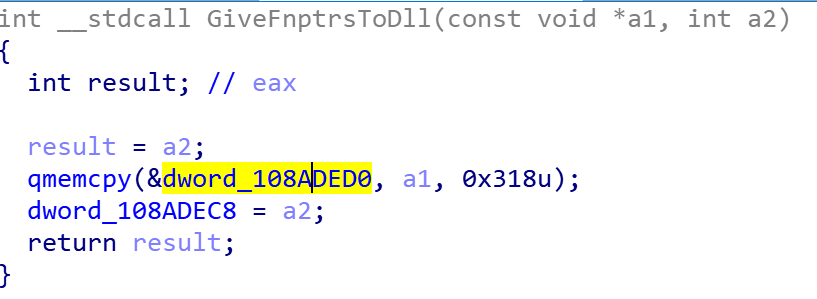 int __stdcall GiveFnptrsToDll(const void *a1, int a2)
{
  int result; // eax

  result = a2;
  qmemcpy(&dword_108ADED0, a1, 0x318u);
  dword_108ADEC8 = a2;
  return result;
}